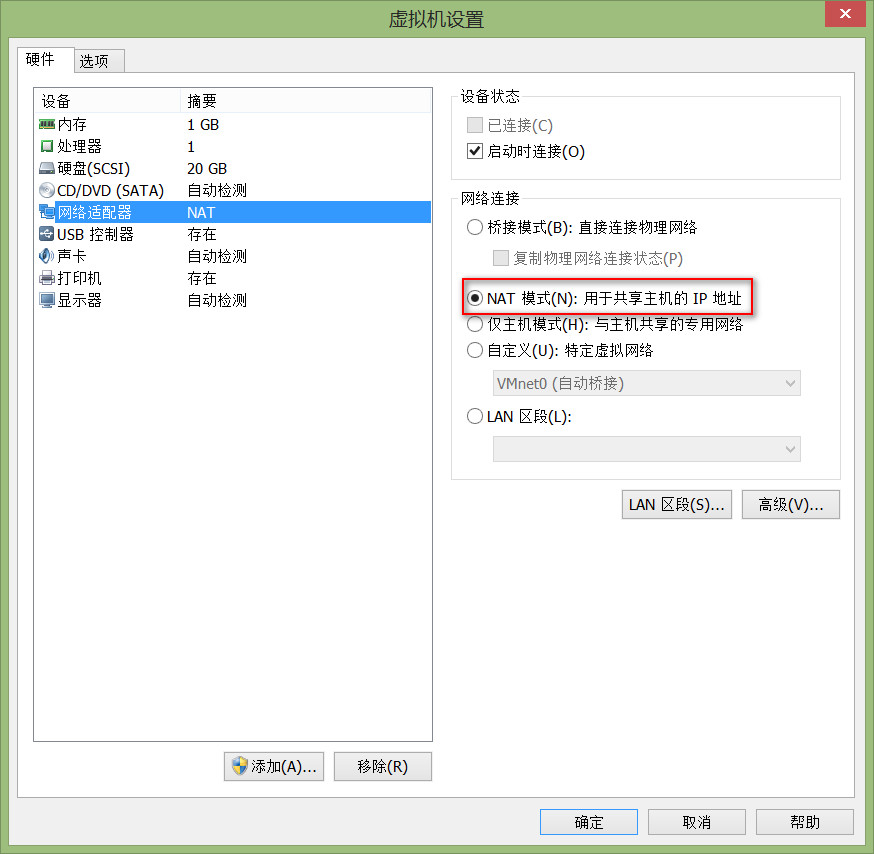 虚拟机设置
硬件
选项
设备 摘要
内存 1 GB
处理器 1
硬盘(SCSI) 20 GB
CD/DVD (SATA) 自动检测
网络适配器 NAT
USB 控制器 存在
声卡 自动检测
打印机 存在
显示器 自动检测
添加(A)...
移除(R)
设备状态
已连接(C)
启动时连接(O)
网络连接
桥接模式(B): 直接连接物理网络
复制物理网络连接状态(P)
NAT 模式(N): 用于共享主机的 IP 地址
仅主机模式(H): 与主机共享的专用网络
自定义(U): 特定虚拟网络
VMnet0 (自动桥接)
LAN 区段(L):
LAN 区段(S)...
高级(V)...
确定
取消
帮助